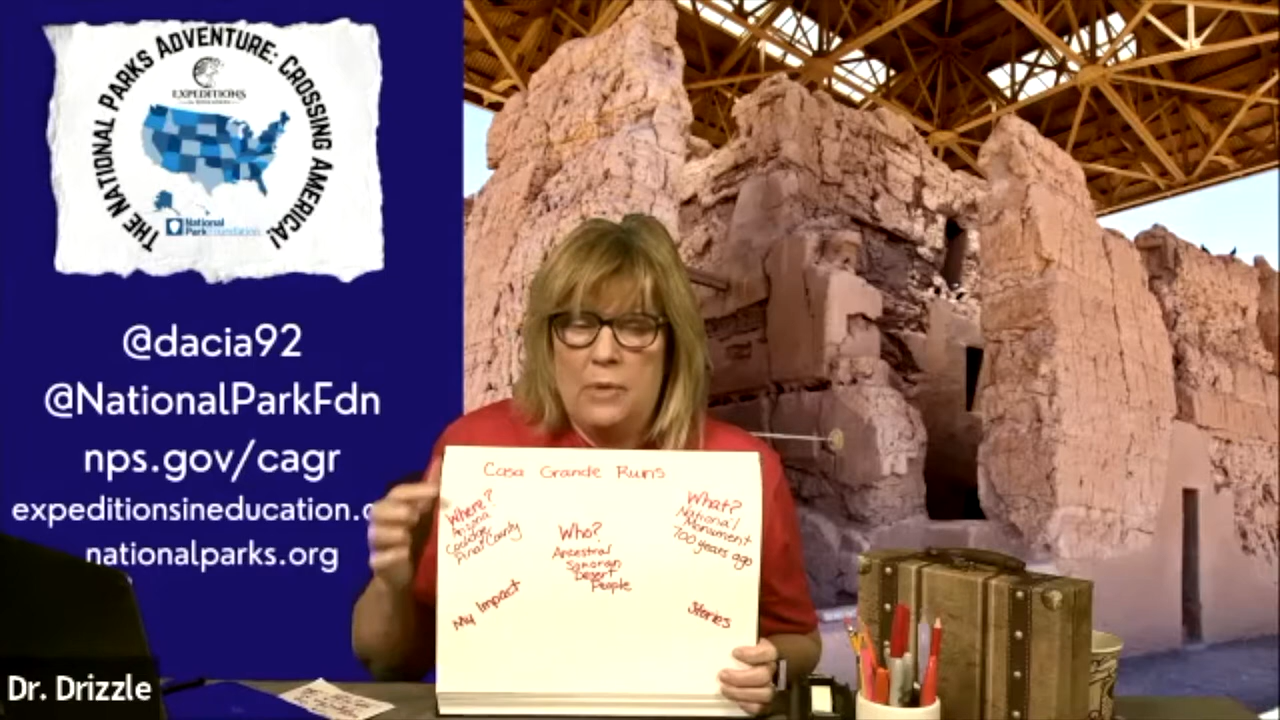 THE NATIONAL PARKS ADVENTURE: CROSSING AMERICA!
EXPEDITIONS
National
Park Foundation
@dacia92
@NationalParkFdn
nps.gov/cagr
expeditionsineducation.
nationalparks.org
Casa Grande Ruins
Where?
Arizona
Coolidge
Pinal County
Who?
Ancestral
Sonoran
Desert
People
What?
National
Monument
700 years ago
My Impact
Stories
Dr. Drizzle